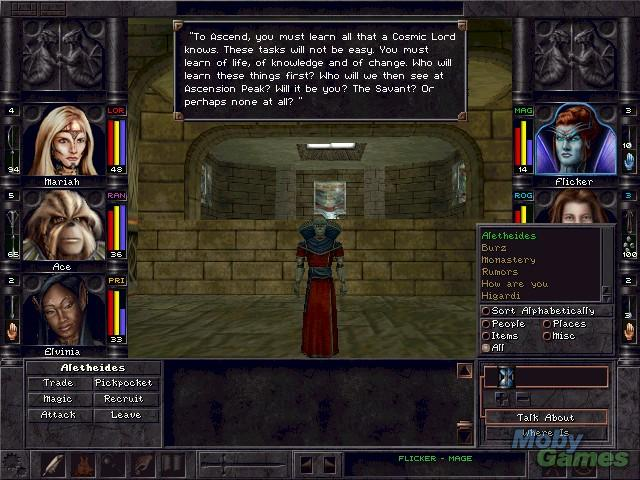 "To Ascend, you must learn all that a Cosmic Lord
knows. These tasks will not be easy. You must
learn of life, of knowledge and of change. Who will
learn these things first? Who will we then see at
Ascension Peak? Will it be you? The Savant? Or
perhaps none at all? "
4
LOR
94
48
Mariah
5
RAN
65
36
Ace
2
PRI
33
Elvinia
MAG
3
10
14
Flicker
ROG
3
100
2
3
Aletheides
Burz
Monastery
Rumors
How are you
Higardi
Sort Alphabetically
People
Places
Items
Misc
All
Aletheides
Trade
Pickpocket
Magic
Recruit
Attack
Leave
Talk About
Where Is
FLICKER - MAGE
Moby
Games